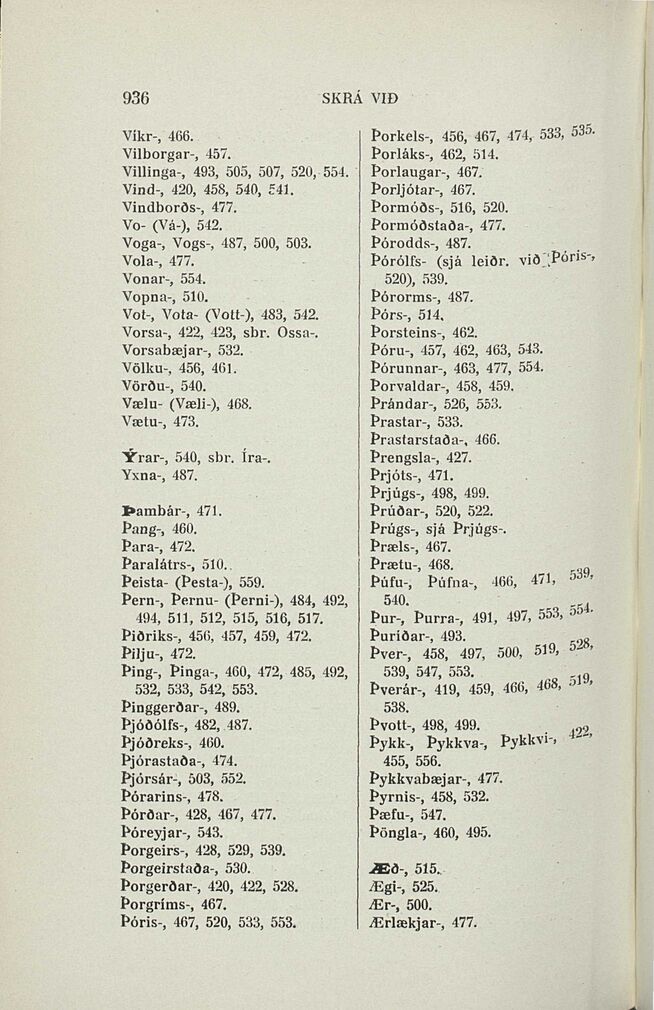 936
SKRÁ VIÐ
Víkr-, 466.
Vilborgar-, 457.
Villinga-, 493, 505, 507, 520, 554.
Vind-, 420, 458, 540, 541.
Vindborðs-, 477.
Vo- (Vá-), 542.
Voga-, Vogs-, 487, 500, 503.
Vola-, 477.
Vonar-, 554.
Vopna-, 510.
Vot-, Vota- (Vott-), 483, 542.
Vorsa-, 422, 423, sbr. Ossa-.
Vorsabæjar-, 532.
Völku-, 456, 461.
Vörðu-, 540.
Vælu- (Væli-), 468.
Vætu-, 473.
Ýrar-, 540, sbr. Íra-.
Yxna-, 487.
Þambár-, 471.
Þang-, 460.
Þara-, 472.
Þaralátrs-, 510.
Þeista- (Þesta-), 559.
Þern-, Þernu- (Þerni-), 484, 492,
494, 511, 512, 515, 516, 517.
Þiðriks-, 456, 457, 459, 472.
Þilju-, 472.
Þing-, Þinga-, 460, 472, 485, 492,
532, 533, 542, 553.
Þinggerðar-, 489.
Þjóðólfs-, 482, 487.
Þjóðreks-, 460.
Þjórastaða-, 474.
Þjórsár-, 503, 552.
Þórarins-, 478.
Þórðar-, 428, 467, 477.
Þóreyjar-, 543.
Þorgeirs-, 428, 529, 539.
Þorgeirstaða-, 530.
Þorgerðar-, 420, 422, 528.
Þorgríms-, 467.
Þóris-, 467, 520, 533, 553.
Þorkels-, 456, 467, 474, 533, 535.
Þorláks-, 462, 514.
Þorlaugar-, 467.
Þorljótar-, 467.
Þormóðs-, 516, 520.
Þormóðstaða-, 477.
Þórodds-, 487.
Þórólfs- (sjá leiðr. við Þóris-,
520), 539.
Þórorms-, 487.
Þórs-, 514.
Þorsteins-, 462.
Þóru-, 457, 462, 463, 543.
Þórunnar-, 463, 477, 554.
Þorvaldar-, 458, 459.
Þrándar-, 526, 553.
Þrastar-, 533.
Þrastarstaða-, 466.
Þrengsla-, 427.
Þrjóts-, 471.
Þrjúgs-, 498, 499.
Þrúðar-, 520, 522.
Þrúgs-, sjá Þrjúgs-.
Þræls-, 467.
Þrætu-, 468.
Þúfu-, Þúfna-, 466, 471, 539,
540.
Þur-, Þurra-, 491, 497, 553, 554.
Þuríðar-, 493.
Þver-, 458, 497, 500, 519, 528,
539, 547, 553.
Þverár-, 419, 459, 466, 468, 519,
538.
Þvott-, 498, 499.
Þykk-, Þykkva-, Þykkvi-, 422,
455, 556.
Þykkvabæjar-, 477.
Þyrnis-, 458, 532.
Þæfu-, 547.
Þöngla-, 460, 495.
Æð-, 515.
Ægi-, 525.
Ær-, 500.
Ærlækjar-, 477.